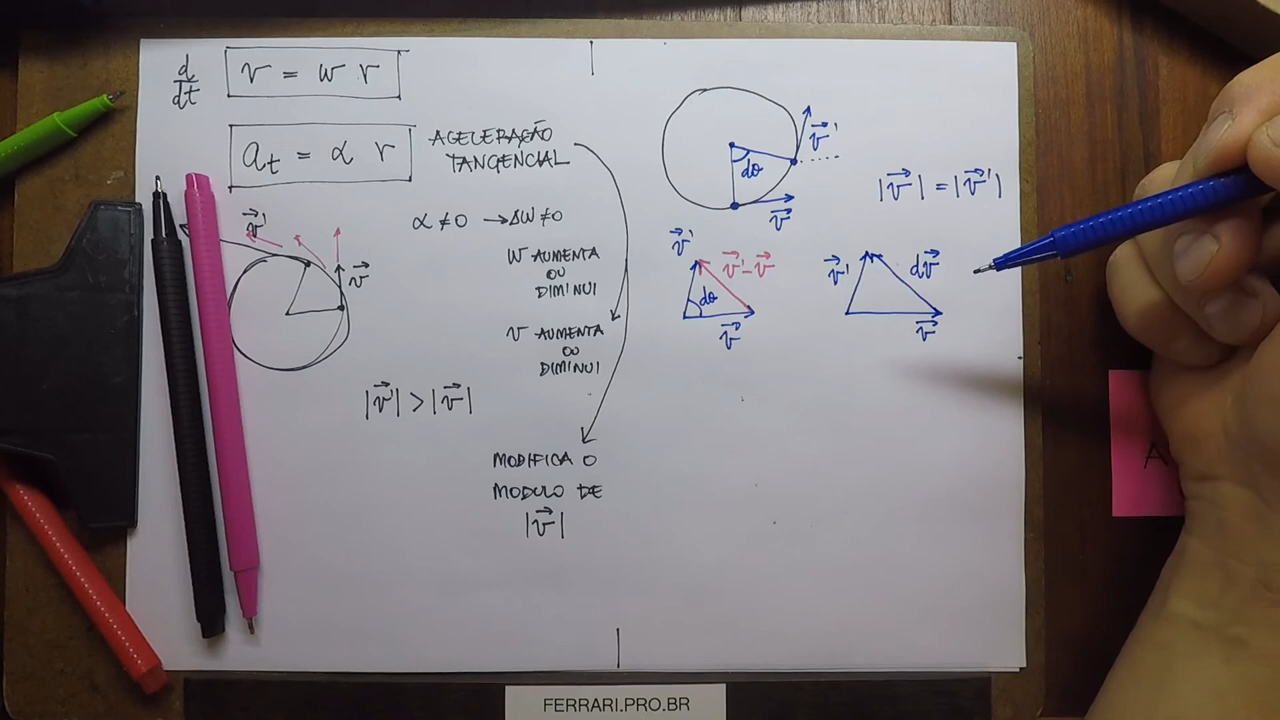 d/dt
v = w r
a_t = α r
ACELERAÇÃO
TANGENCIAL
α ≠ 0 → ΔW ≠ 0
W AUMENTA
OU
DIMINUI
v AUMENTA
OU
DIMINUI
v⃗'
v⃗
|v⃗'| > |v⃗|
MODIFICA O
MODULO DE
|v⃗|
v⃗'
dθ
v⃗
|v⃗| = |v⃗'|
v⃗'
v⃗' - v⃗
dθ
v⃗
v⃗'
dv⃗
v⃗
A
FERRARI.PRO.BR